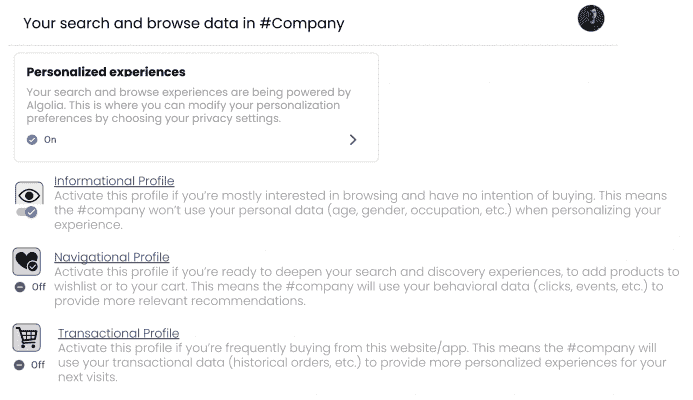 Your search and browse data in #Company
Personalized experiences
Your search and browse experiences are being powered by
Algolia. This is where you can modify your personalization
preferences by choosing your privacy settings.
On
Informational Profile
Activate this profile if you're mostly interested in browsing and have no intention of buying. This means
the #company won't use your personal data (age, gender, occupation, etc.) when personalizing your
experience.
Navigational Profile
Activate this profile if you're ready to deepen your search and discovery experiences, to add products to
Off wishlist or to your cart. This means the #company will use your behavioral data (clicks, events, etc.) to
provide more relevant recommendations.
Transactional Profile
Activate this profile if you're frequently buying from this website/app. This means the #company will
Off use your transactional data (historical orders, etc.) to provide more personalized experiences for your
next visits.